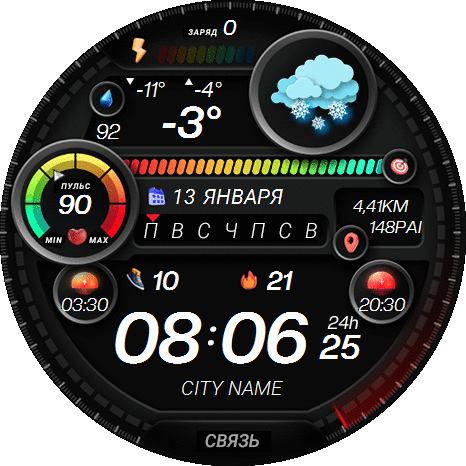 ЗАРЯД 0
-11° -4°
-3°
92
ПУЛЬС
90
MIN MAX
13 ЯНВАРЯ
П В С Ч П С В
4,41KM
148PAI
03:30
10
21
20:30
08:06
24h
25
CITY NAME
СВЯЗЬ